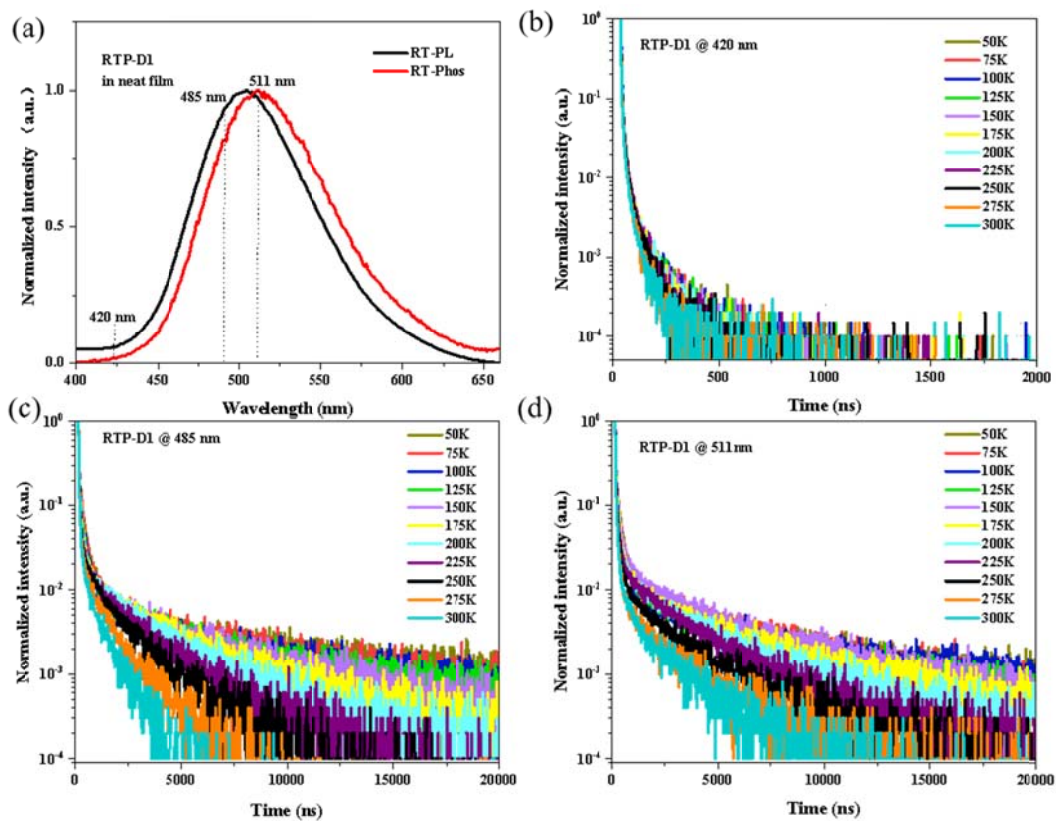 (a)
RTP-D1
in neat film
RT-PL
RT-Phos
485 nm
511 nm
420 nm
1.0
0.5
0.0
Normalized intensity (a.u.)
400
450
500
550
600
650
Wavelength (nm)
(b)
RTP-D1 @ 420 nm
50K
75K
100K
125K
150K
175K
200K
225K
250K
275K
300K
10^0
10^-1
10^-2
10^-3
10^-4
Normalized intensity (a.u.)
0
500
1000
1500
2000
Time (ns)
(c)
RTP-D1 @ 485 nm
50K
75K
100K
125K
150K
175K
200K
225K
250K
275K
300K
10^0
10^-1
10^-2
10^-3
10^-4
Normalized intensity (a.u.)
0
5000
10000
15000
20000
Time (ns)
(d)
RTP-D1 @ 511nm
50K
75K
100K
125K
150K
175K
200K
225K
250K
275K
300K
10^0
10^-1
10^-2
10^-3
10^-4
Normalized intensity (a.u.)
0
5000
10000
15000
20000
Time (ns)